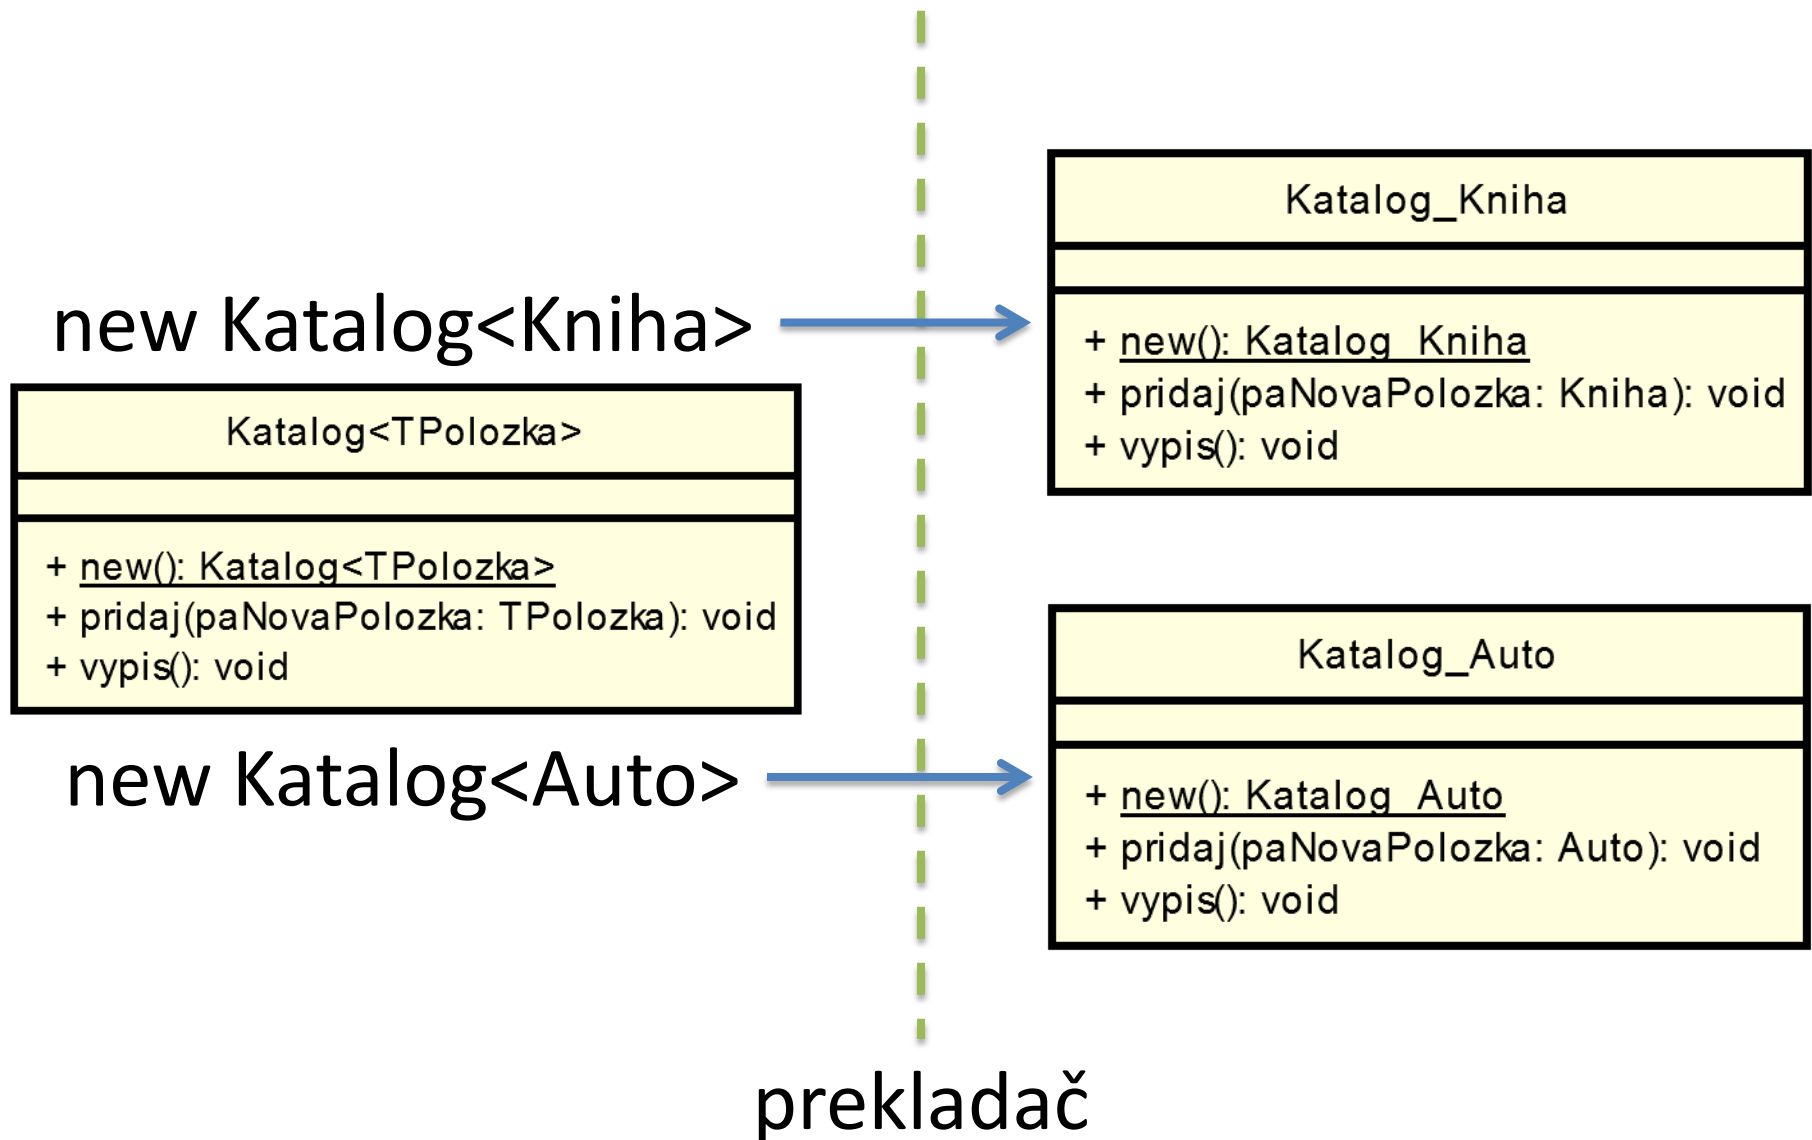 new Katalog<Kniha>
Katalog<TPolozka>
+ new(): Katalog<TPolozka>
+ pridaj(paNovaPolozka: TPolozka): void
+ vypis(): void
new Katalog<Auto>
Katalog_Kniha
+ new(): Katalog_Kniha
+ pridaj(paNovaPolozka: Kniha): void
+ vypis(): void
Katalog_Auto
+ new(): Katalog_Auto
+ pridaj(paNovaPolozka: Auto): void
+ vypis(): void
prekladač